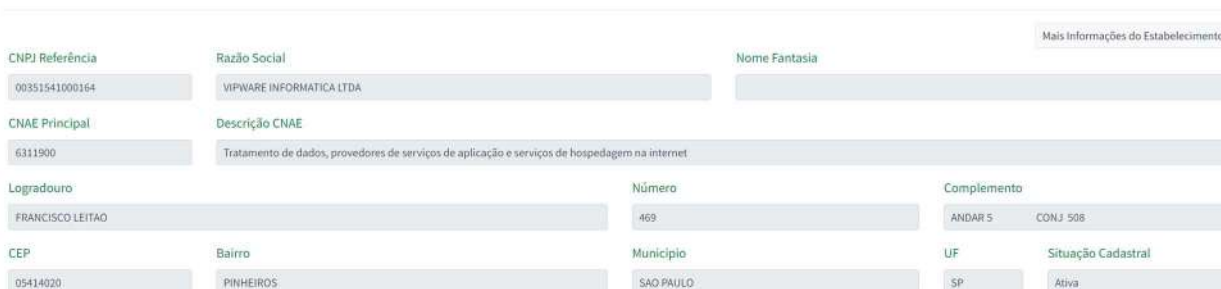 Mais Informações do Estabelecimento
CNPJ Referência Razão Social Nome Fantasia
00351541000164 VIPWARE INFORMATICA LTDA
CNAE Principal Descrição CNAE
6311900 Tratamento de dados, provedores de serviços de aplicação e serviços de hospedagem na internet
Logradouro Número Complemento
FRANCISCO LEITAO 469 ANDAR 5 CONJ 508
CEP Bairro Municipio UF Situação Cadastral
05414020 PINHEIROS SAO PAULO SP Ativa